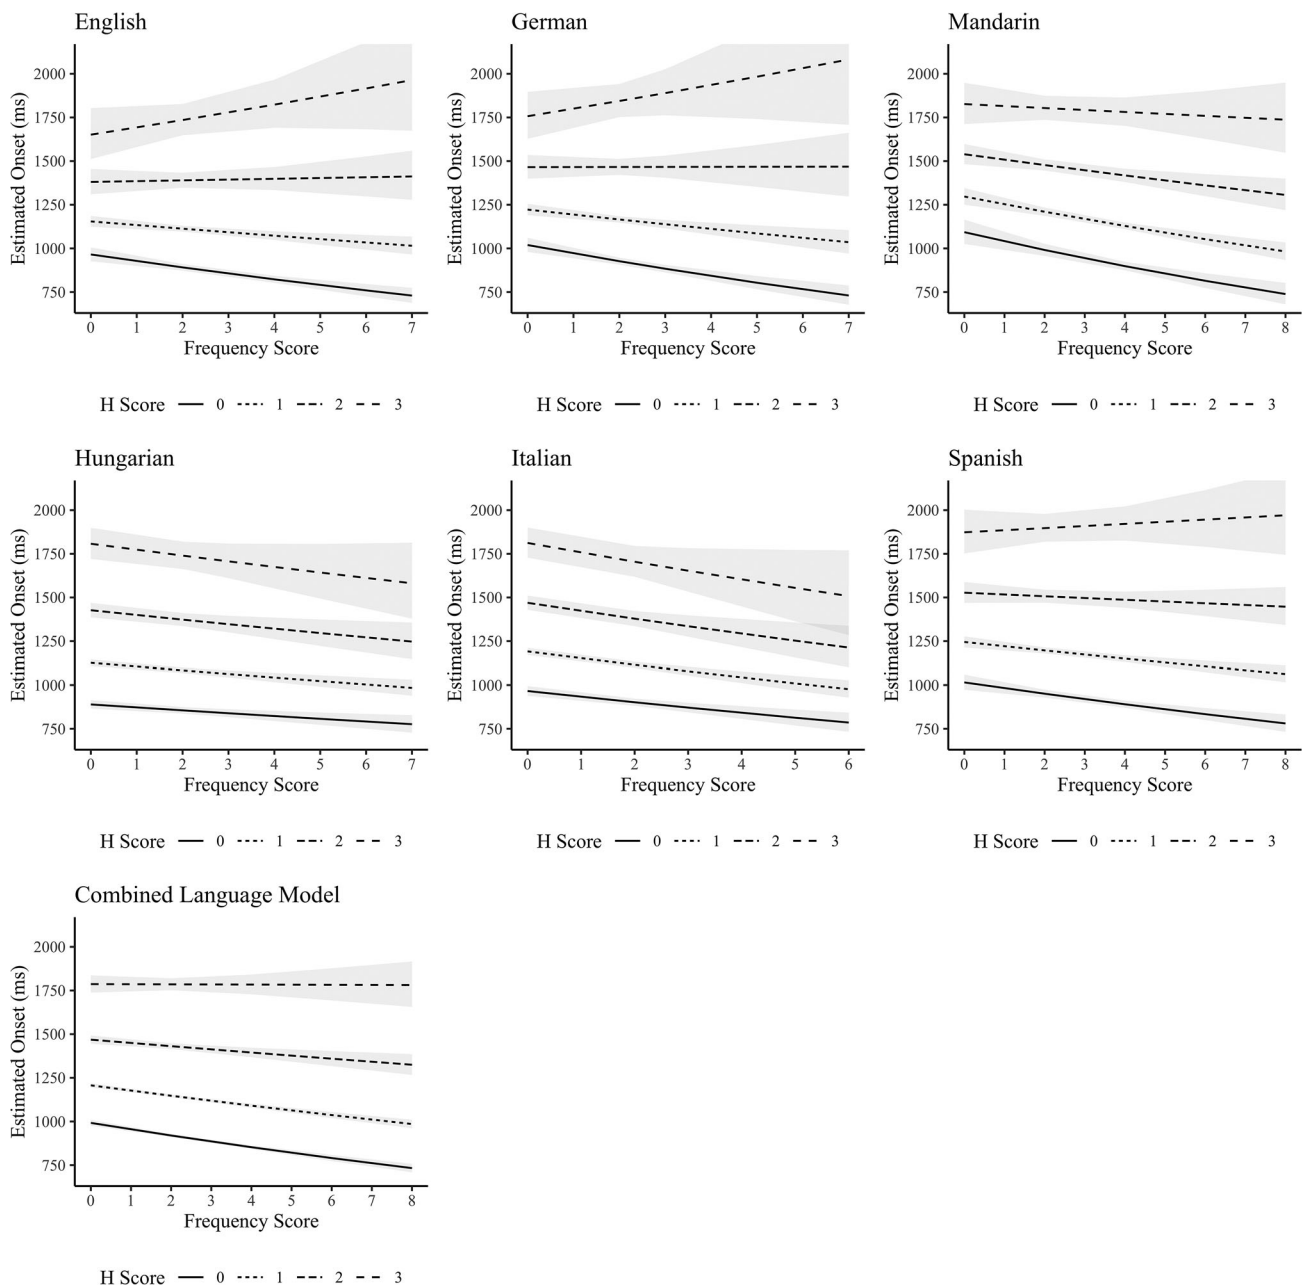 English
Estimated Onset (ms)
2000
1750
1500
1250
1000
750
0 1 2 3 4 5 6 7
Frequency Score
H Score 0 1 2 3
German
Estimated Onset (ms)
2000
1750
1500
1250
1000
750
0 1 2 3 4 5 6 7
Frequency Score
H Score 0 1 2 3
Mandarin
Estimated Onset (ms)
2000
1750
1500
1250
1000
750
0 1 2 3 4 5 6 7 8
Frequency Score
H Score 0 1 2 3
Hungarian
Estimated Onset (ms)
2000
1750
1500
1250
1000
750
0 1 2 3 4 5 6 7
Frequency Score
H Score 0 1 2 3
Italian
Estimated Onset (ms)
2000
1750
1500
1250
1000
750
0 1 2 3 4 5 6
Frequency Score
H Score 0 1 2 3
Spanish
Estimated Onset (ms)
2000
1750
1500
1250
1000
750
0 1 2 3 4 5 6 7 8
Frequency Score
H Score 0 1 2 3
Combined Language Model
Estimated Onset (ms)
2000
1750
1500
1250
1000
750
0 1 2 3 4 5 6 7 8
Frequency Score
H Score 0 1 2 3